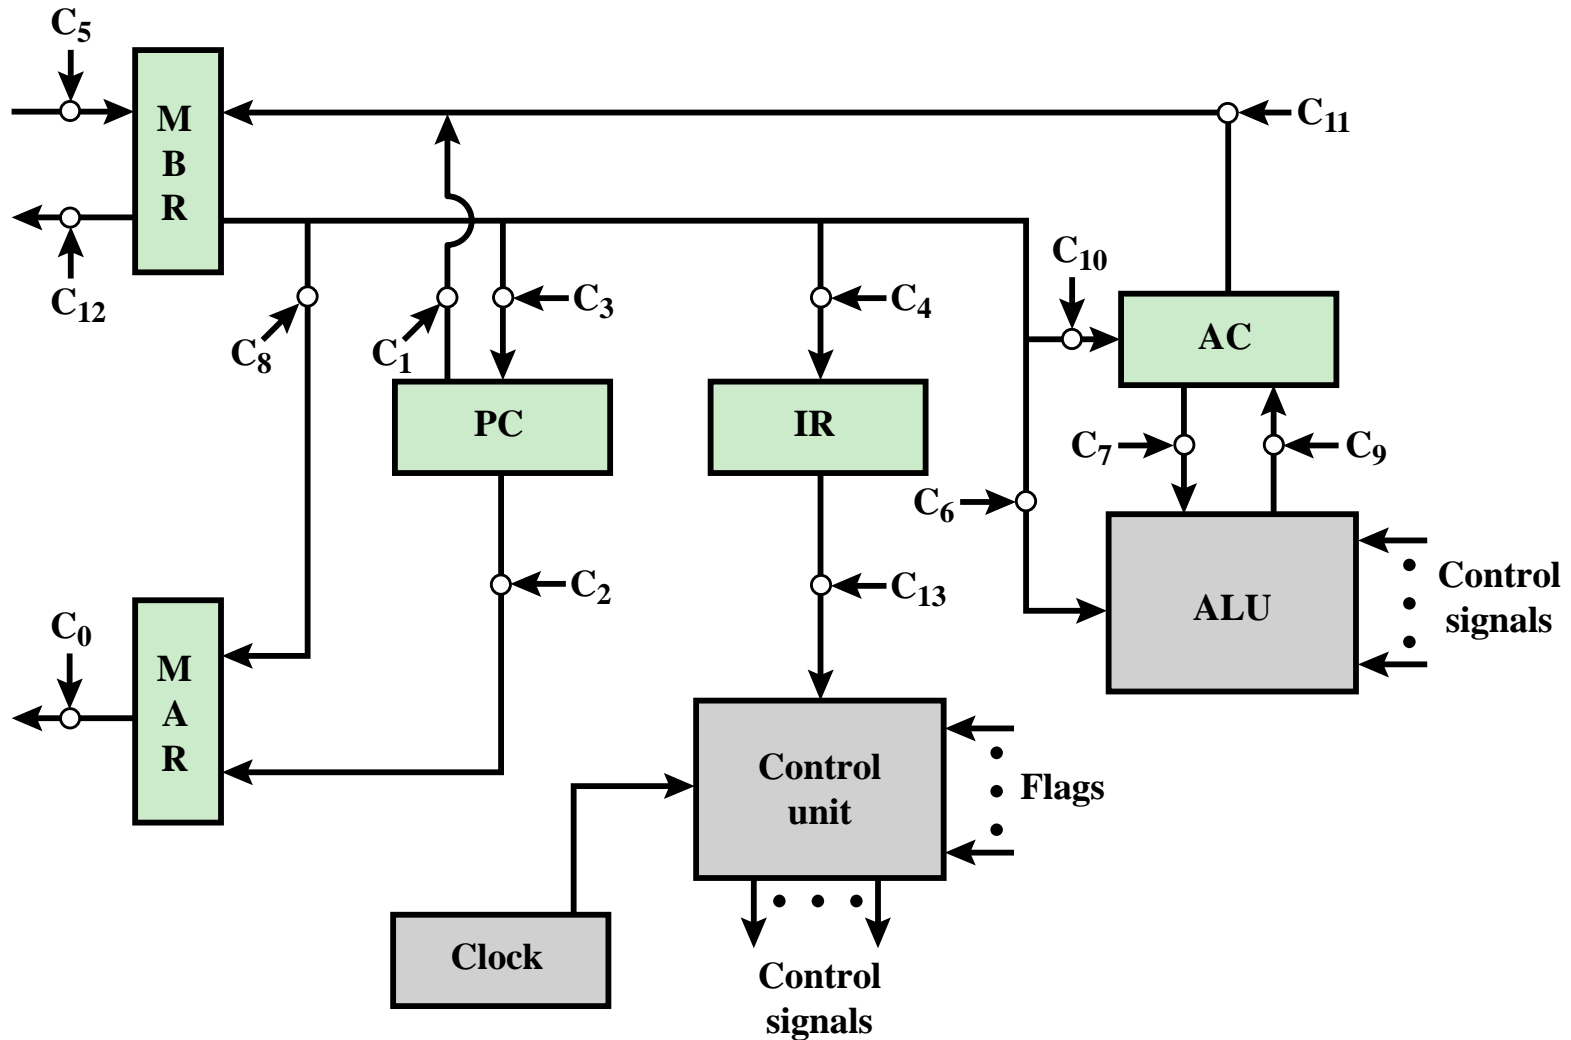 C5
M
B
R
C11
C12
C8
C1
C3
C4
C10
AC
PC
IR
C7
C9
C6
C2
C13
ALU
Control
signals
C0
M
A
R
Control
unit
Flags
Clock
Control
signals